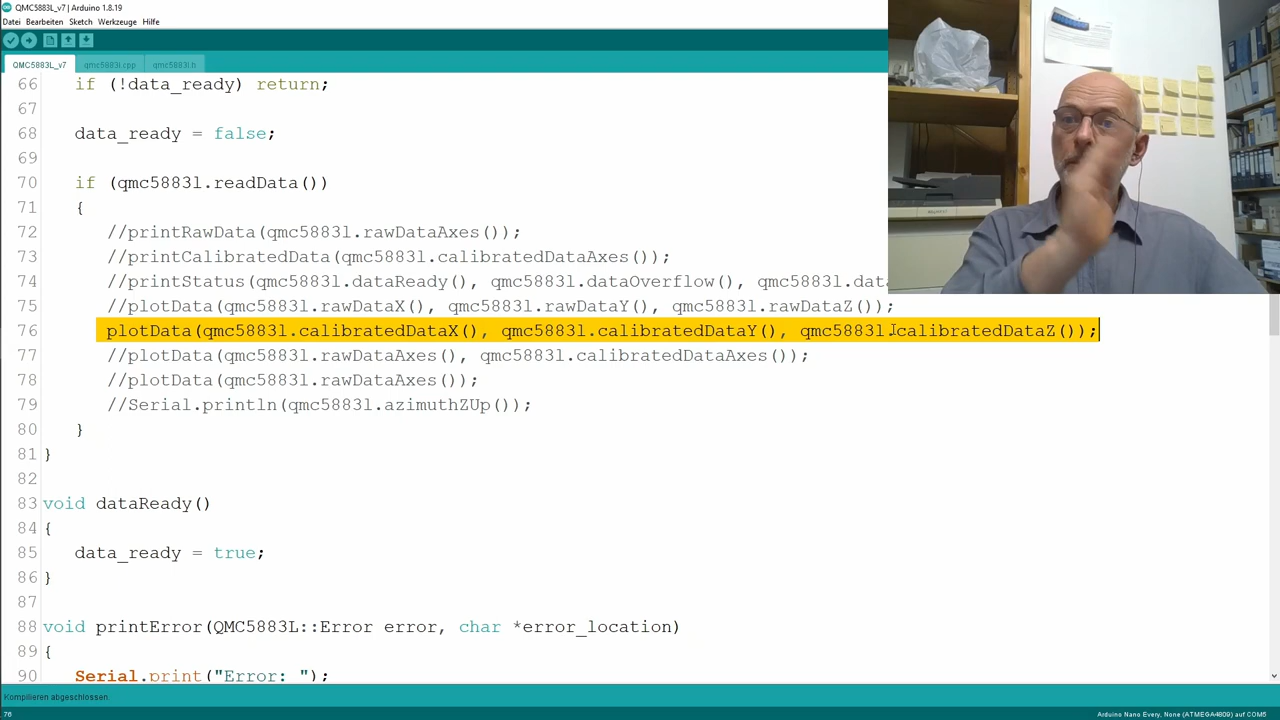 QMC5883L_v7 | Arduino 1.8.19
Datei Bearbeiten Sketch Werkzeuge Hilfe
QMC5883L_v7 qmc5883l.cpp qmc5883l.h
66 if (!data_ready) return;
67
68 data_ready = false;
69
70 if (qmc5883l.readData())
71 {
72 //printRawData(qmc5883l.rawDataAxes());
73 //printCalibratedData(qmc5883l.calibratedDataAxes());
74 //printStatus(qmc5883l.dataReady(), qmc5883l.dataOverflow(), qmc5883l.dat
75 //plotData(qmc5883l.rawDataX(), qmc5883l.rawDataY(), qmc5883l.rawDataZ());
76 plotData(qmc5883l.calibratedDataX(), qmc5883l.calibratedDataY(), qmc5883l.calibratedDataZ());
77 //plotData(qmc5883l.rawDataAxes(), qmc5883l.calibratedDataAxes());
78 //plotData(qmc5883l.rawDataAxes());
79 //Serial.println(qmc5883l.azimuthZUp());
80 }
81 }
82
83 void dataReady()
84 {
85 data_ready = true;
86 }
87
88 void printError(QMC5883L::Error error, char *error_location)
89 {
90 Serial.print("Error: ");
Kompilieren abgeschlossen.
76 Arduino Nano Every, None (ATMEGA4809) auf COM5